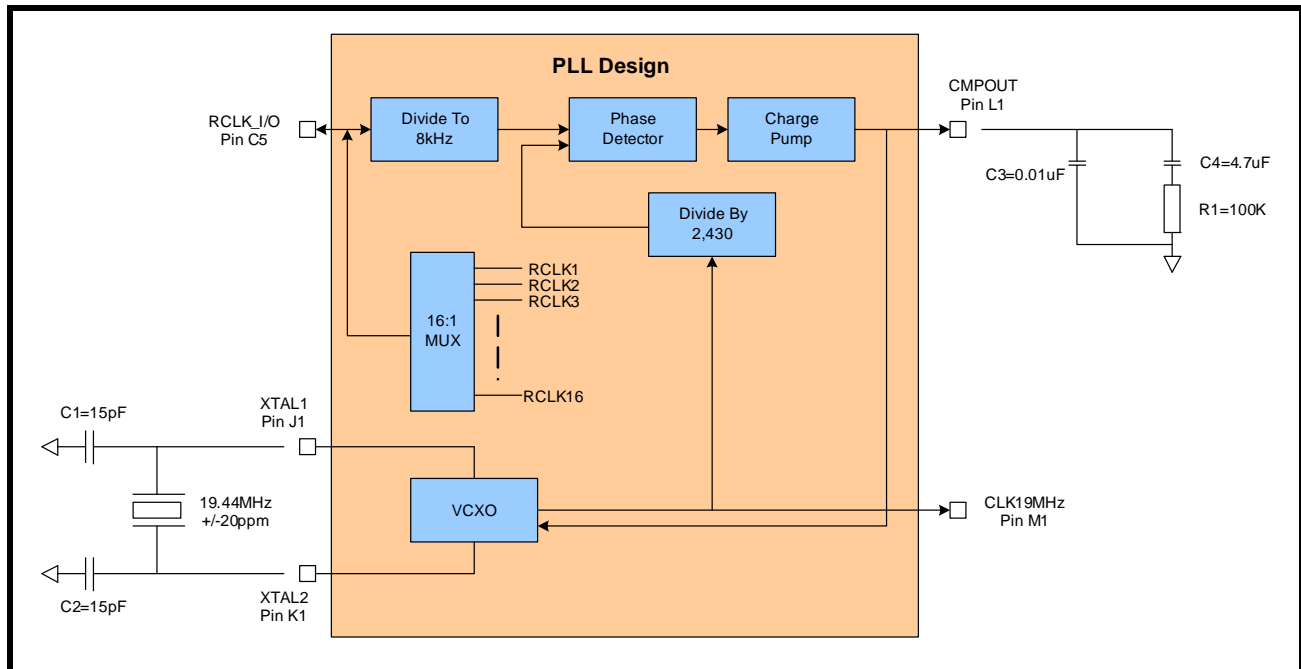 PLL Design
RCLK_I/O
Pin C5
Divide To
8kHz
Phase
Detector
Charge
Pump
CMPOUT
Pin L1
C3=0.01uF
C4=4.7uF
R1=100K
Divide By
2,430
16:1
MUX
RCLK1
RCLK2
RCLK3
RCLK16
C1=15pF
XTAL1
Pin J1
19.44MHz
+/-20ppm
VCXO
CLK19MHz
Pin M1
C2=15pF
XTAL2
Pin K1